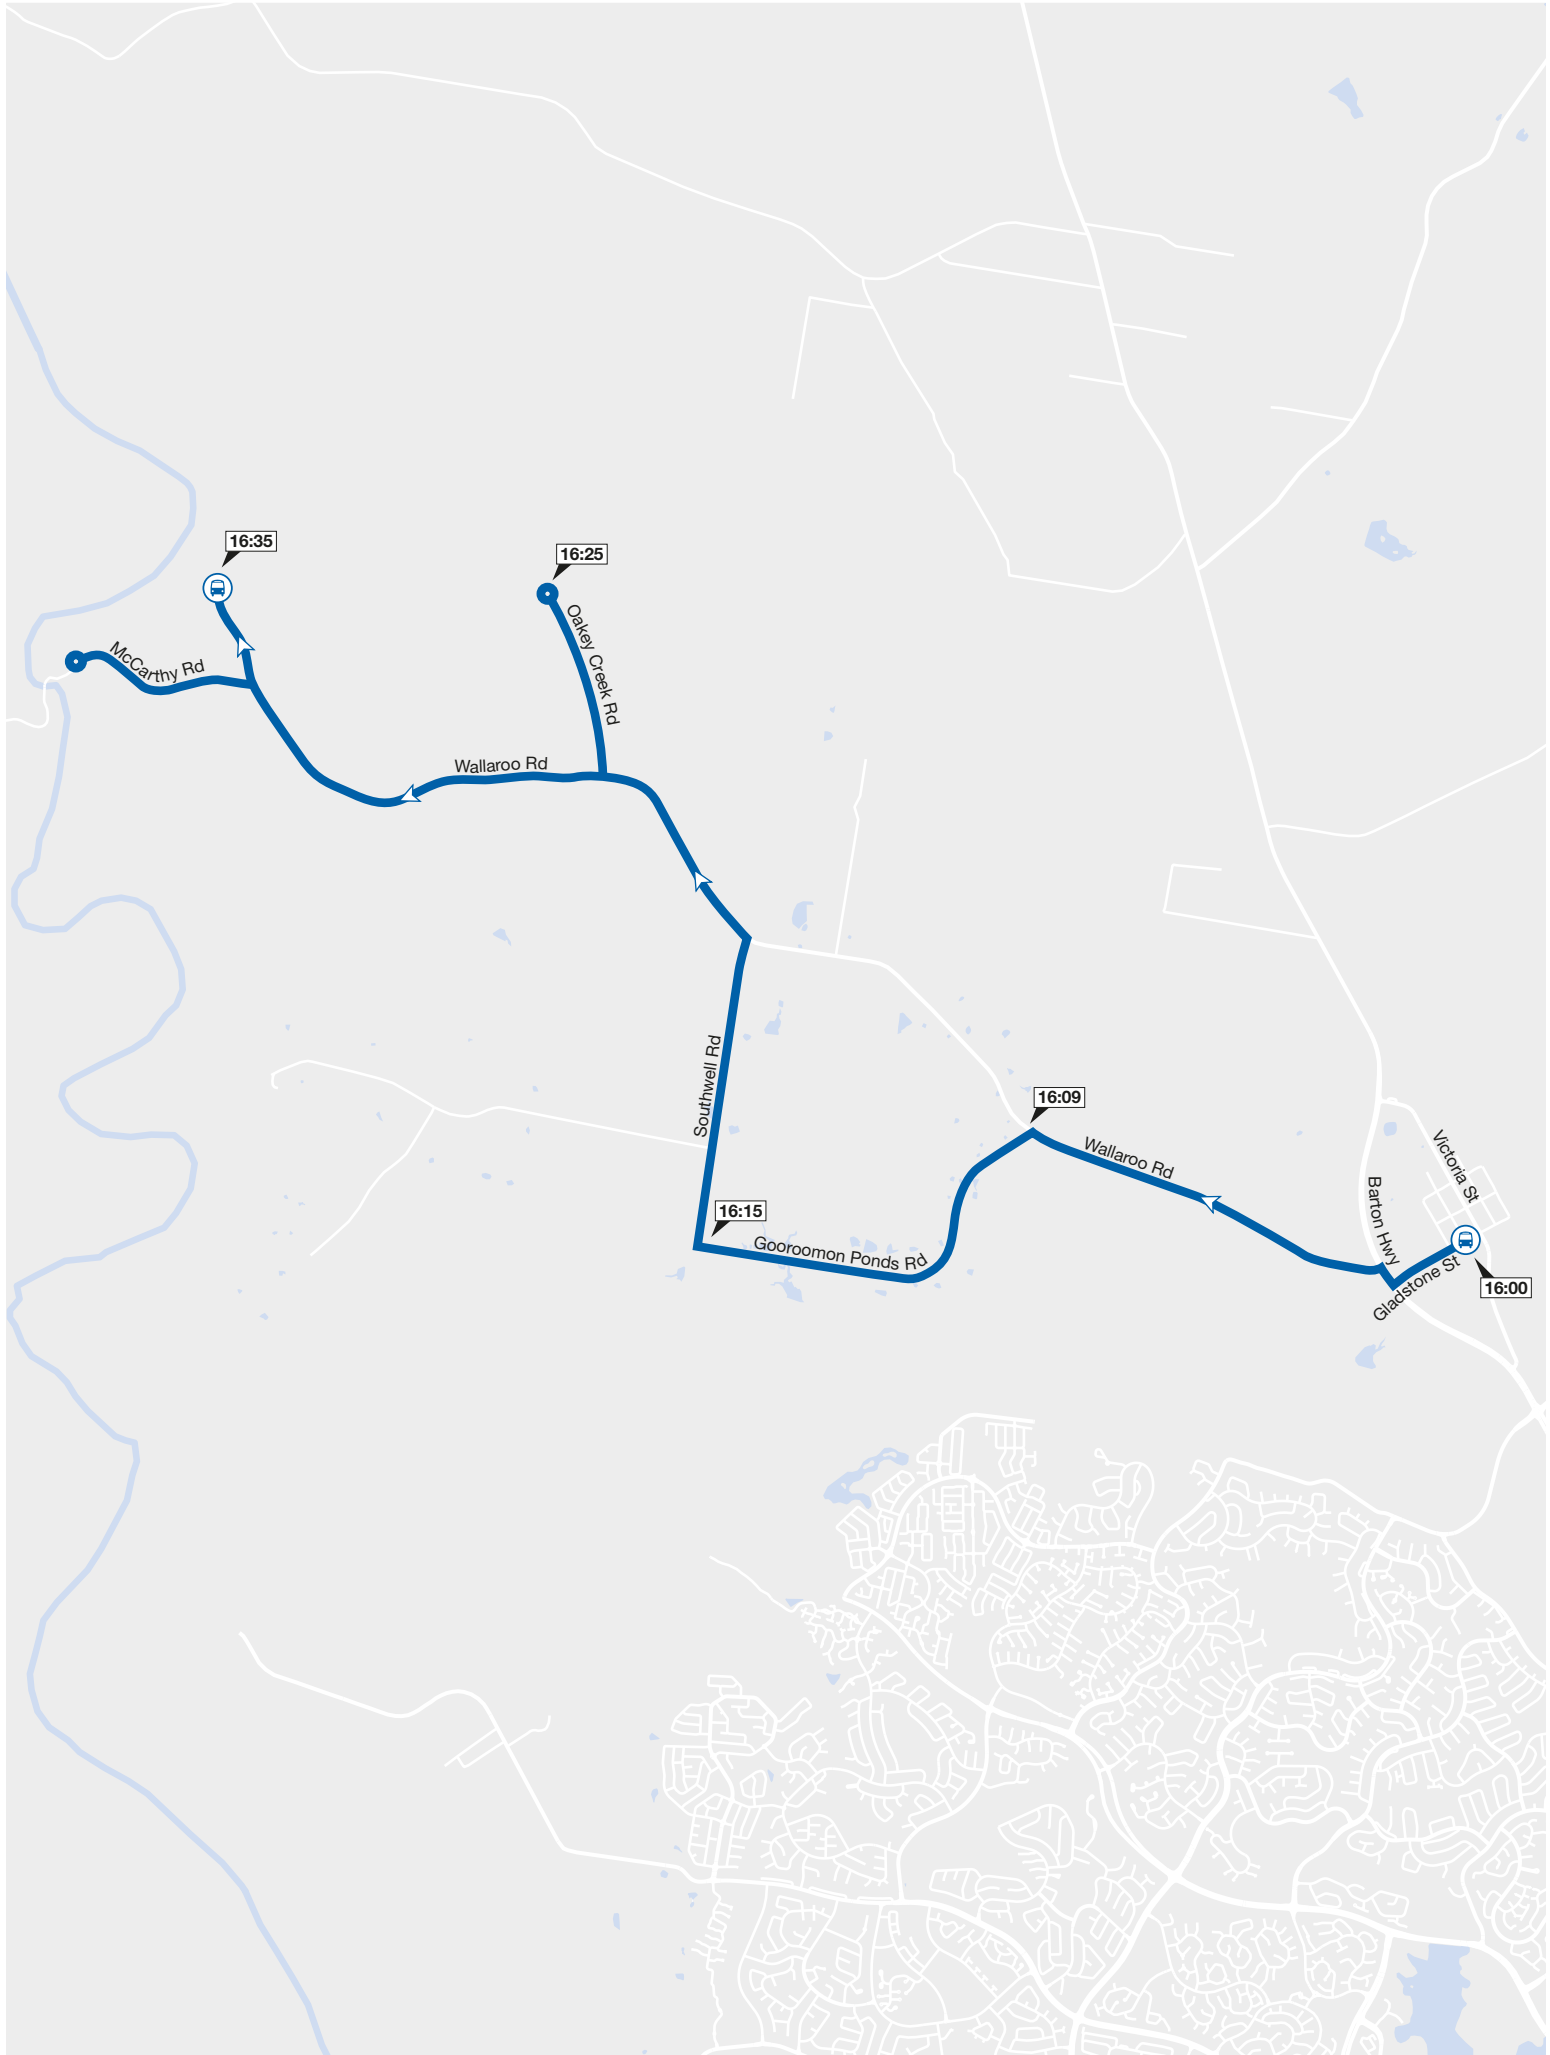 16:35
16:25
Oakey Creek Rd
McCarthy Rd
Wallaroo Rd
Southwell Rd
16:09
Wallaroo Rd
Victoria St
Barton Hwy
16:15
Gooroomon Ponds Rd
Gladstone St
16:00